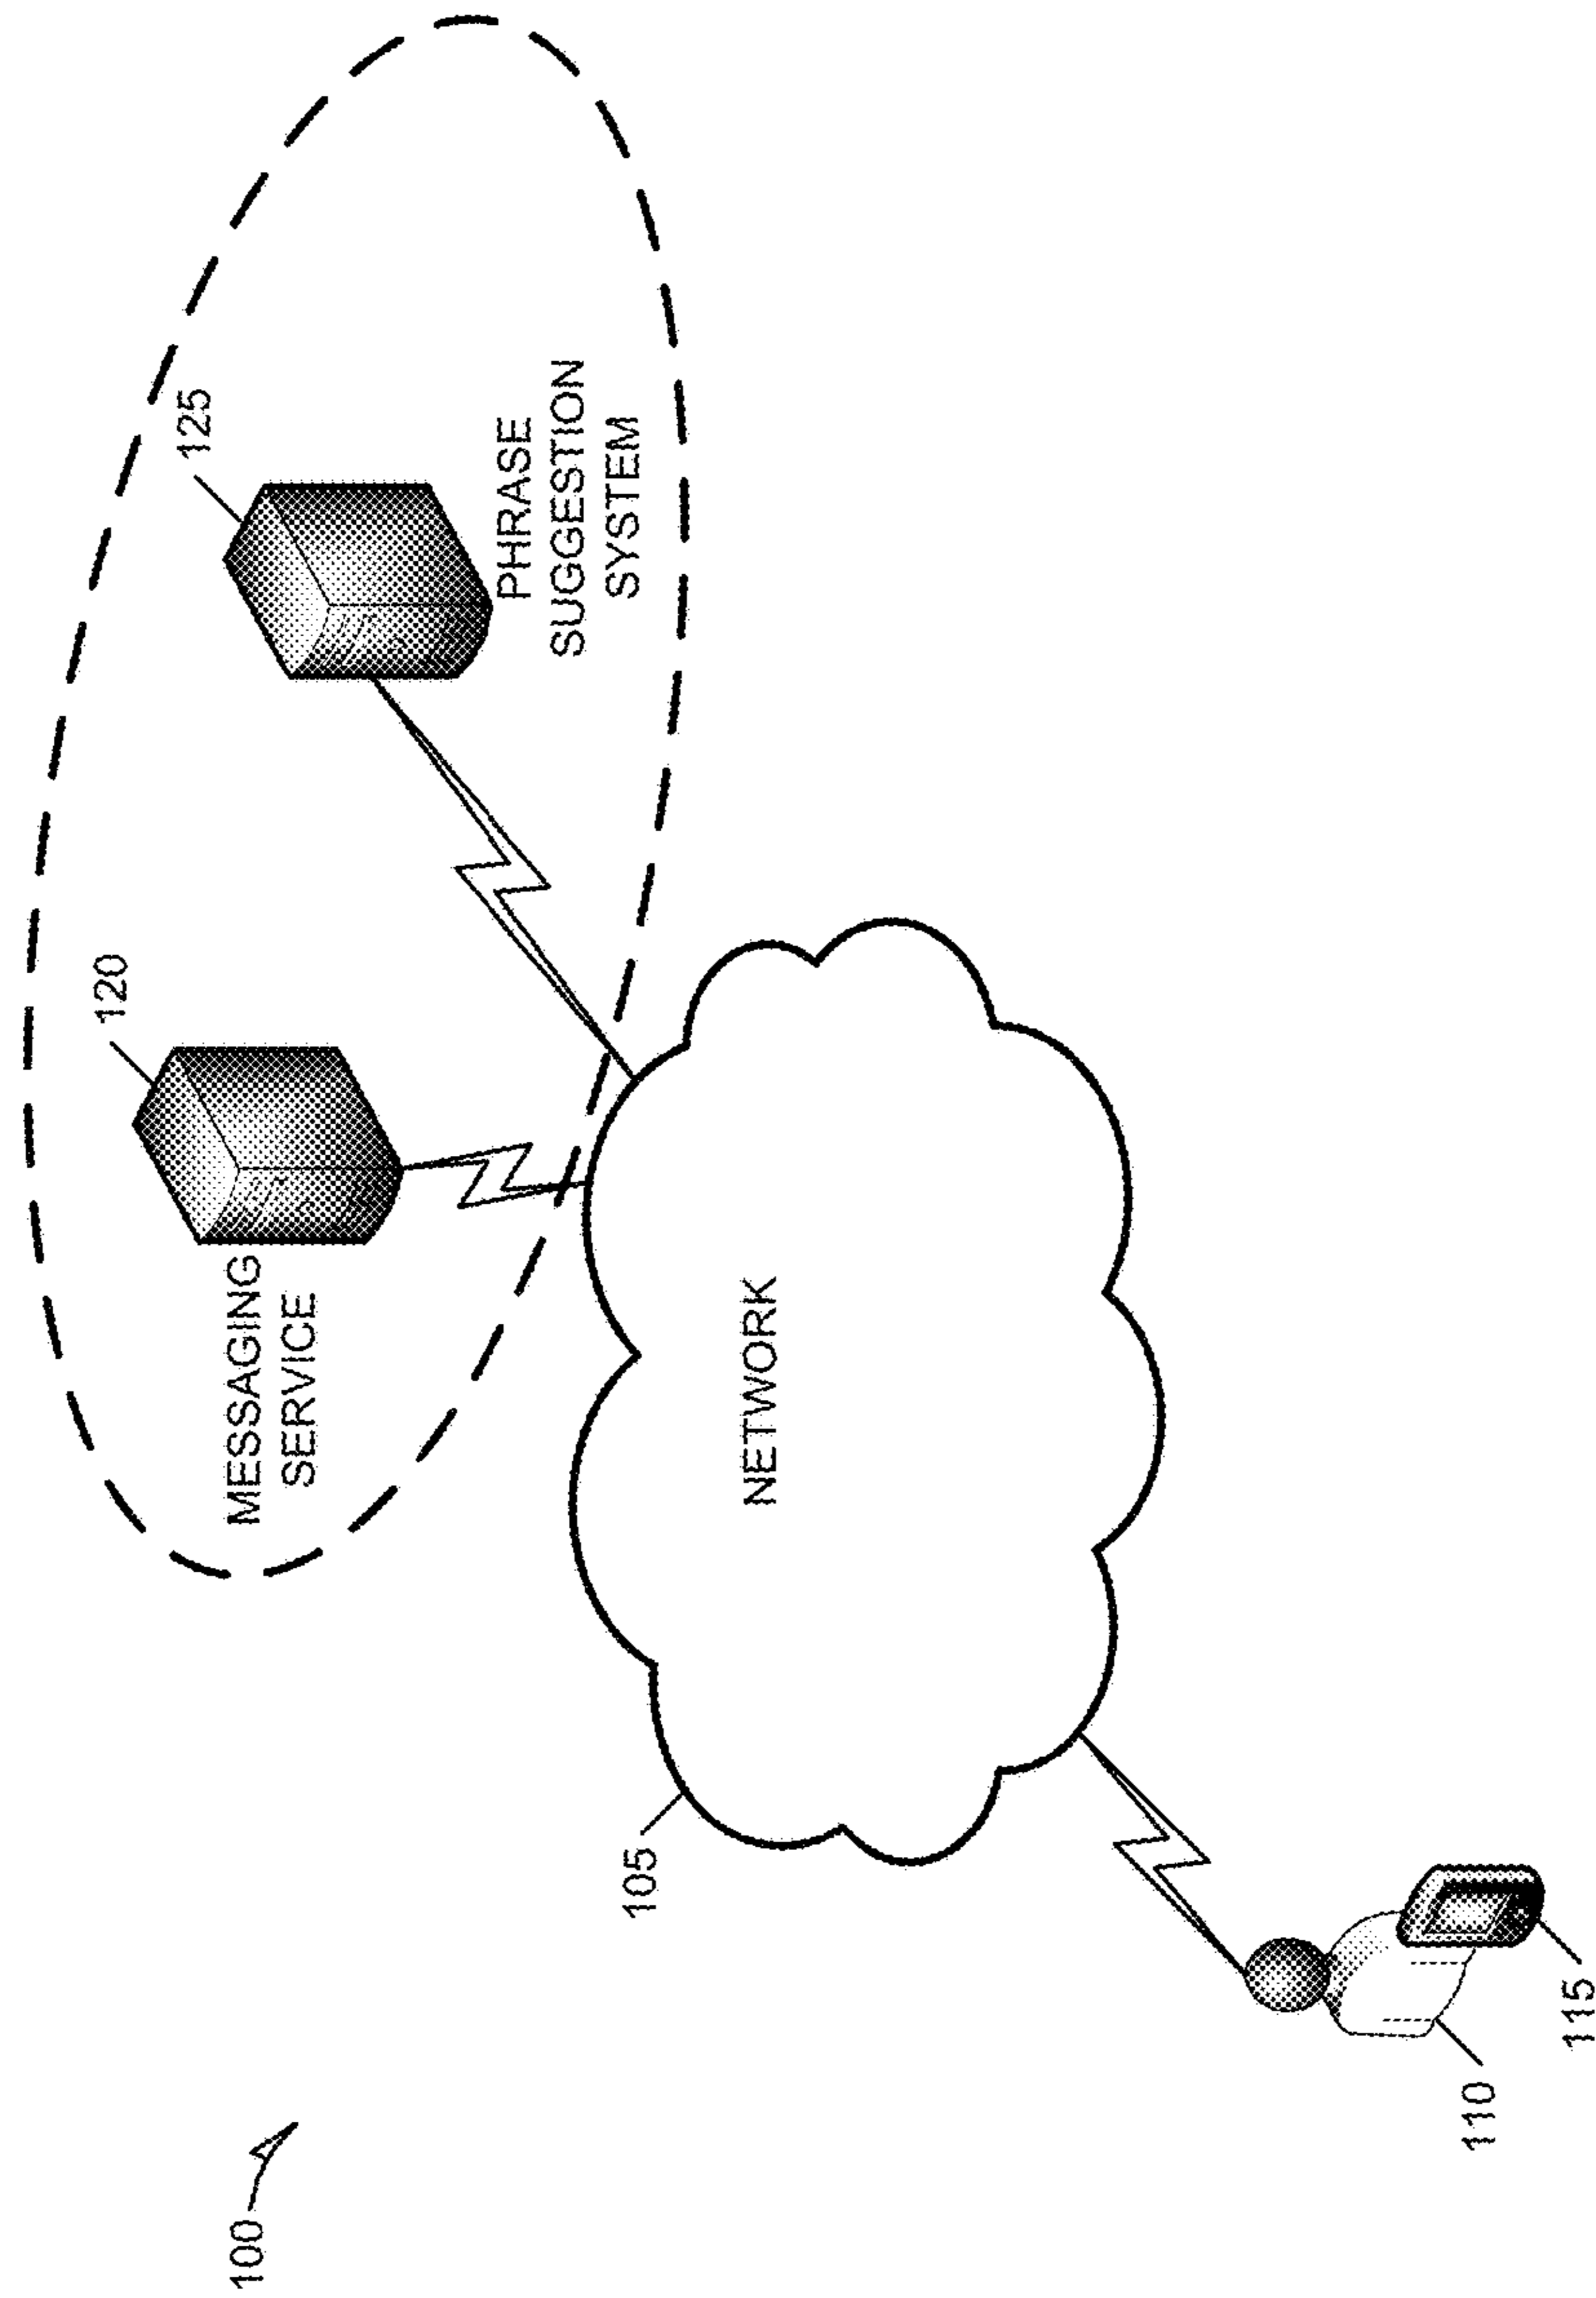 100
120
125
MESSAGING
SERVICE
PHRASE
SUGGESTION
SYSTEM
105
NETWORK
110
115